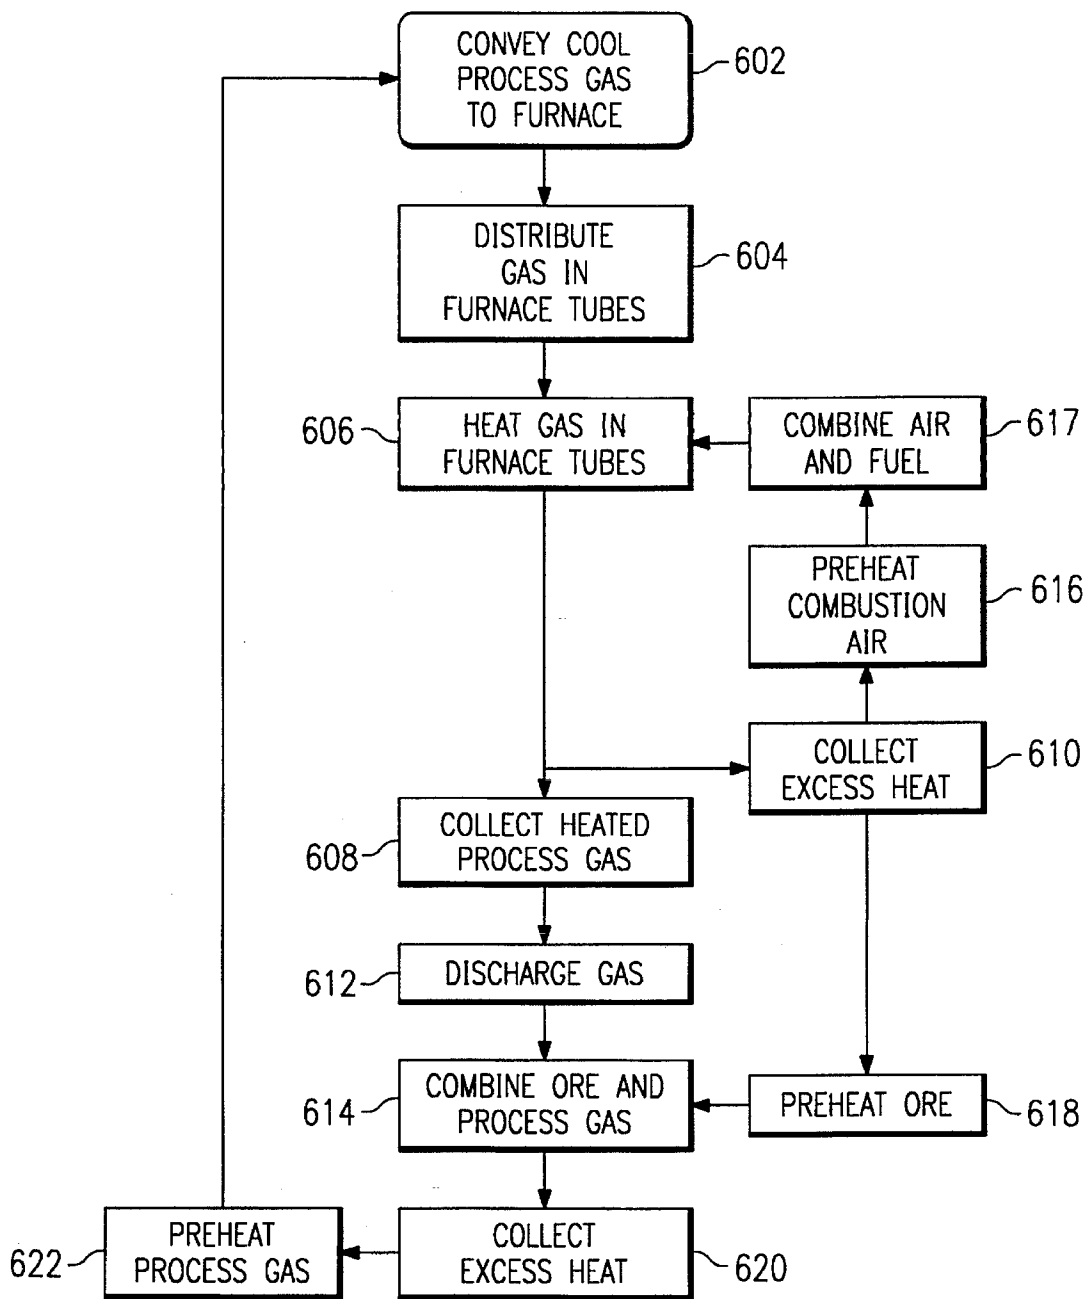 CONVEY COOL
PROCESS GAS
TO FURNACE
602
DISTRIBUTE
GAS IN
FURNACE TUBES
604
606
HEAT GAS IN
FURNACE TUBES
COMBINE AIR
AND FUEL
617
PREHEAT
COMBUSTION
AIR
616
COLLECT
EXCESS HEAT
610
608
COLLECT HEATED
PROCESS GAS
612
DISCHARGE GAS
614
COMBINE ORE AND
PROCESS GAS
PREHEAT ORE
618
622
PREHEAT
PROCESS GAS
COLLECT
EXCESS HEAT
620